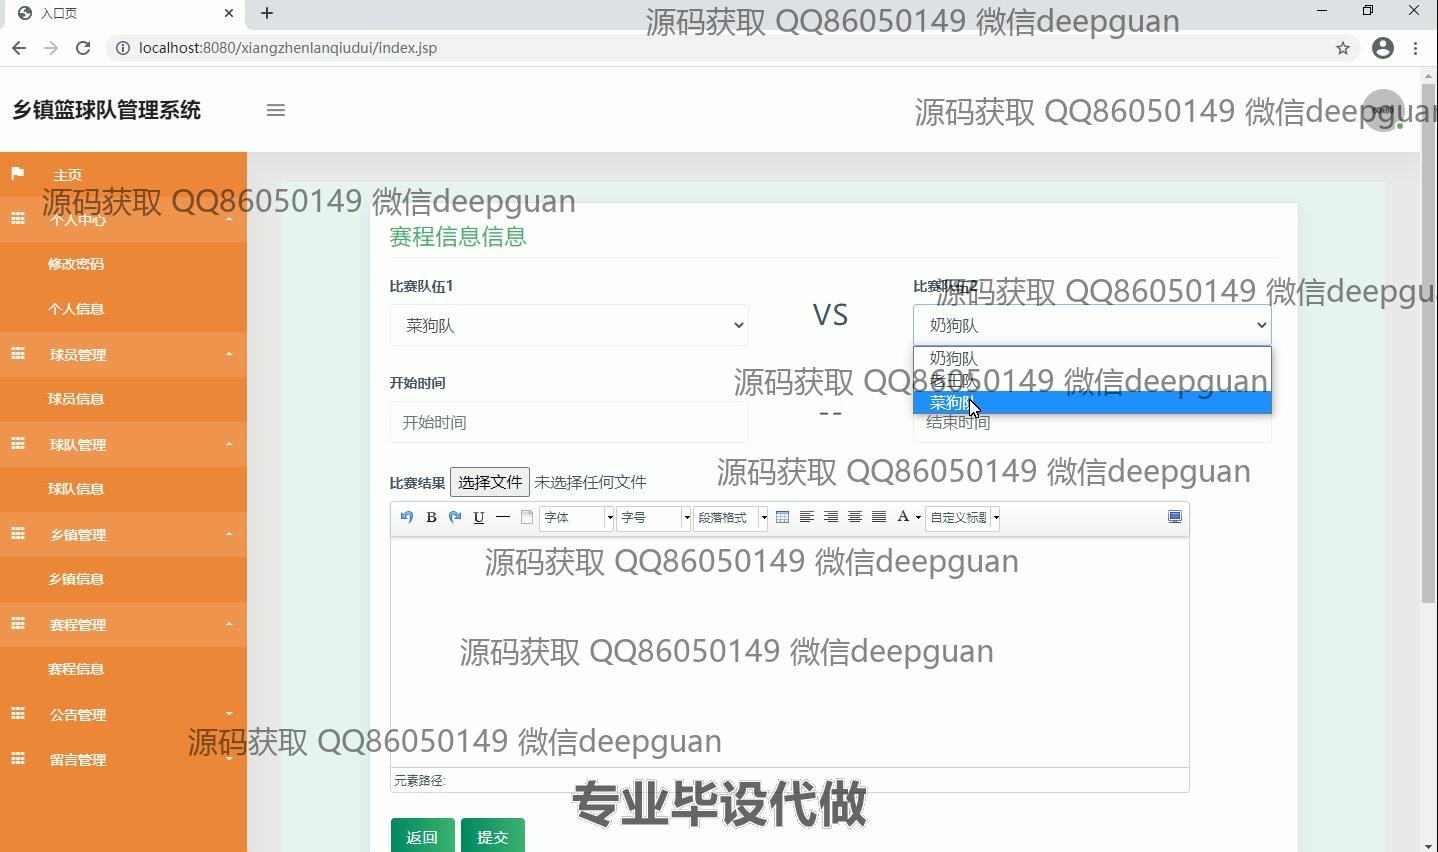 入口页
源码获取 QQ86050149 微信deepguan
localhost:8080/xiangzhenlanqiudui/index.jsp
乡镇篮球队管理系统
源码获取 QQ86050149 微信deepguan
主页
源码获取 QQ86050149 微信deepguan
个人中心
修改密码
个人信息
球员管理
球员信息
球队管理
球队信息
乡镇管理
乡镇信息
赛程管理
赛程信息
公告管理
留言管理
赛程信息信息
比赛队伍1
比赛队伍2
源码获取 QQ86050149 微信deepgu
菜狗队
VS
奶狗队
奶狗队
老王队
菜狗队
源码获取 QQ86050149 微信deepguan
开始时间
开始时间
--
结束时间
源码获取 QQ86050149 微信deepguan
比赛结果 选择文件 未选择任何文件
B U 字体 字号 段落格式 A 自定义标题
源码获取 QQ86050149 微信deepguan
源码获取 QQ86050149 微信deepguan
源码获取 QQ86050149 微信deepguan
元素路径:
专业毕设代做
返回 提交